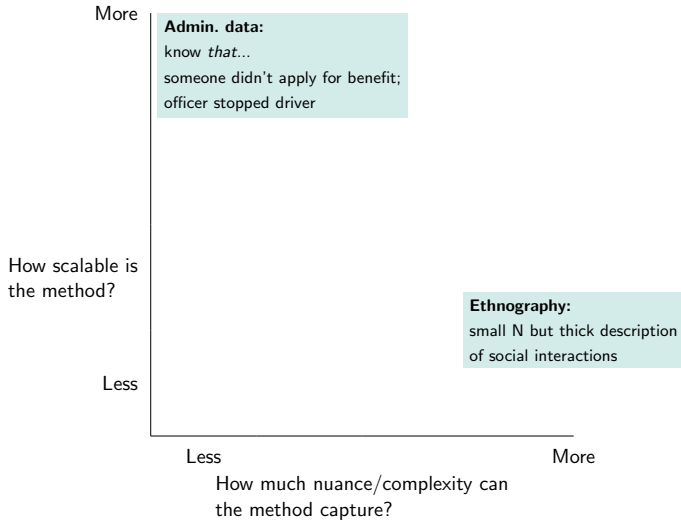 More
Admin. data:
know that...
someone didn't apply for benefit;
officer stopped driver
How scalable is
the method?
Ethnography:
small N but thick description
of social interactions
Less
Less
More
How much nuance/complexity can
the method capture?